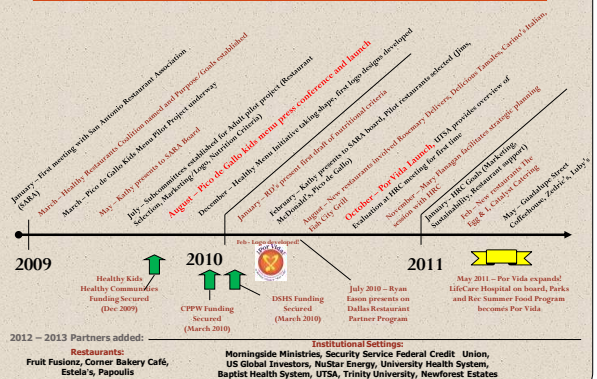 January – First meeting with San Antonio Restaurant Association
(SARA)
March – Healthy Restaurants Coalition named and Purpose/Goals established
March – Pico de Gallo Kids Menu Pilot Project underway
May – Kathy presents to SARA Board
July – Subcommittees established for Adult pilot project (Restaurant
Selection, Marketing/Logo, Nutrition Criteria)
August – Pico de Gallo kids menu press conference and launch
December – Healthy Menu Initiative taking shape, first logo designs developed
January – RD's present first draft of nutritional criteria
February – Kathy presents to SARA board, Pilot restaurants selected (Jims,
McDonald's, Pico de Gallo)
August – New restaurants involved Rosemary Delivers, Delicious Tamales, Carino's Italian,
Fish City Grill
October – Por Vida Launch, UTSA provides overview of
Evaluation at HRC meeting for first time
November – Mary Flanagan facilitates strategic planning
session with HRC
January- HRC Goals (Marketing,
Sustainability, Restaurant support)
Feb – New restaurants The
Egg & I, Catalyst Catering
May – Guadalupe Street
Coffeehouse, Zedric's, Luby's
2009
2010
2011
Feb – Logo developed!
¡Por Vida!
Healthy Kids
Healthy Communities
Funding Secured
(Dec 2009)
CPPW Funding
Secured
(March 2010)
DSHS Funding
Secured
(March 2010)
July 2010 – Ryan
Eason presents on
Dallas Restaurant
Partner Program
May 2011 – Por Vida expands!
LifeCare Hospital on board, Parks
and Rec Summer Food Program
becomes Por Vida
2012 – 2013 Partners added:
Restaurants:
Fruit Fusionz, Corner Bakery Café,
Estela's, Papoulis
Institutional Settings:
Morningside Ministries, Security Service Federal Credit Union,
US Global Investors, NuStar Energy, University Health System,
Baptist Health System, UTSA, Trinity University, Newforest Estates